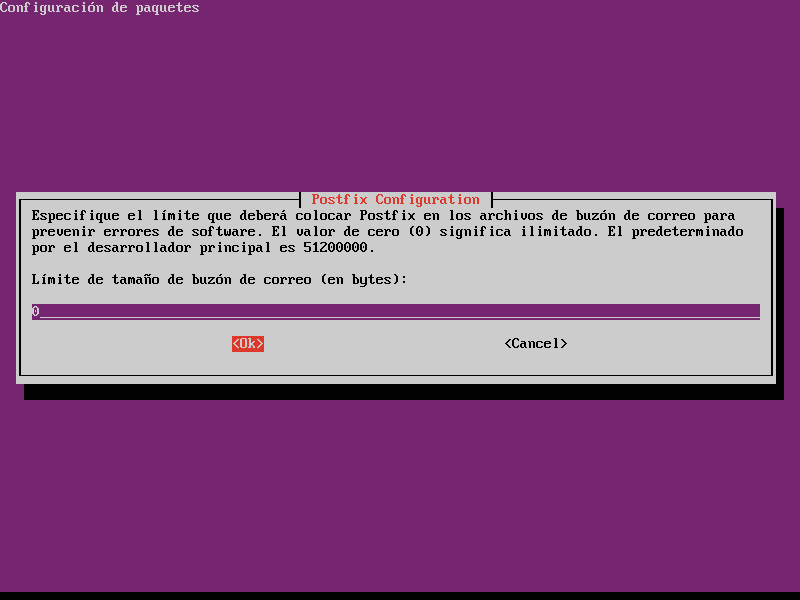 Configuración de paquetes
Postfix Configuration
Especifique el límite que deberá colocar Postfix en los archivos de buzón de correo para
prevenir errores de software. El valor de cero (0) significa ilimitado. El predeterminado
por el desarrollador principal es 51200000.
Límite de tamaño de buzón de correo (en bytes):
0
<Ok> <Cancel>